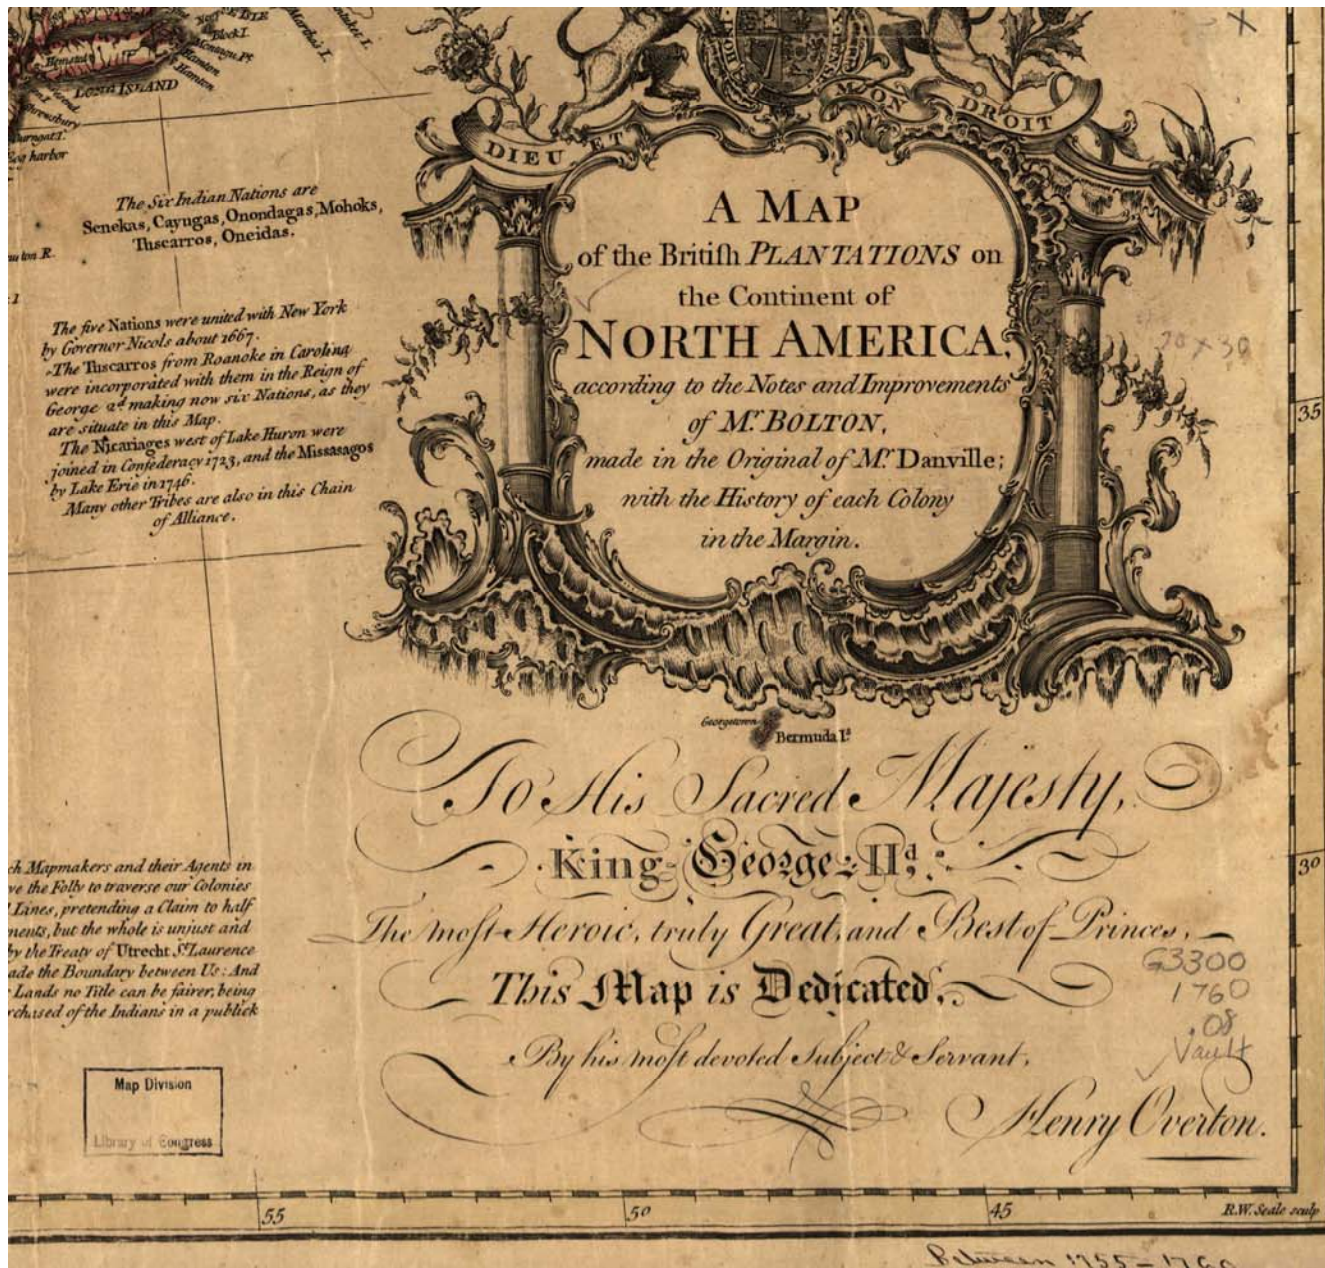 LONG ISLAND
Block I.
Montagu Pt.
Hamton
Martha's I.
DIEU ET MON DROIT
The Six Indian Nations are
Senekas, Cayugas, Onondagas, Mohoks,
Tuscarros, Oneidas.
The five Nations were united with New York
by Governor Nicols about 1667.
The Tuscarros from Roanoke in Carolina
were incorporated with them in the Reign of
George 2d. making now six Nations, as they
are situate in this Map.
The Nicariages west of Lake Huron were
joined in Confederacy 1723, and the Missasagos
by Lake Erie in 1746.
Many other Tribes are also in this Chain
of Alliance.
A MAP
of the Britiſh PLANTATIONS on
the Continent of
NORTH AMERICA,
according to the Notes and Improvements
of Mr. BOLTON,
made in the Original of Mr. Danville;
with the History of each Colony
in the Margin.
20 x 30
35
Georgetown
Bermuda Is.
To His Sacred Majesty,
King George IId,
The moſt Heroic, truly Great, and Best of Princes,
This Map is Dedicated,
By his moſt devoted Subject & Servant,
Henry Overton.
30
G3300
1760
.O8
Vault
Mapmakers and their Agents in
the Folly to traverse our Colonies
Lines, pretending a Claim to half
but the whole is unjust and
by the Treaty of Utrecht St. Laurence
the Boundary between Us: And
Lands no Title can be fairer, being
of the Indians in a publick
Map Division
Library of Congress
55
50
45
R.W. Seale sculp
Between 1755-1760